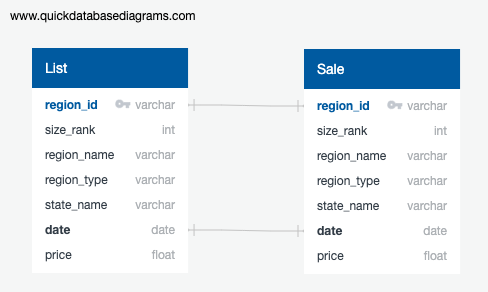 www.quickdatabasediagrams.com
List
region_id varchar
size_rank int
region_name varchar
region_type varchar
state_name varchar
date date
price float
Sale
region_id varchar
size_rank int
region_name varchar
region_type varchar
state_name varchar
date date
price float